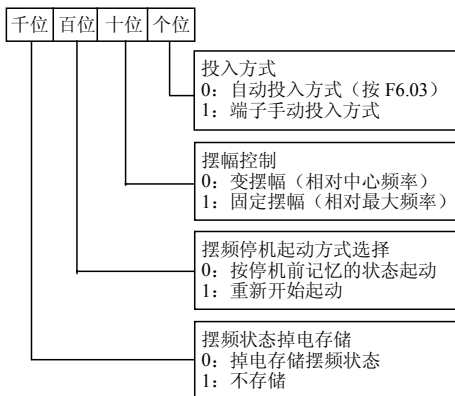 千位 百位 十位 个位
投入方式
0：自动投入方式（按 F6.03）
1：端子手动投入方式
摆幅控制
0：变摆幅（相对中心频率）
1：固定摆幅（相对最大频率）
摆频停机起动方式选择
0：按停机前记忆的状态起动
1：重新开始起动
摆频状态掉电存储
0：掉电存储摆频状态
1：不存储